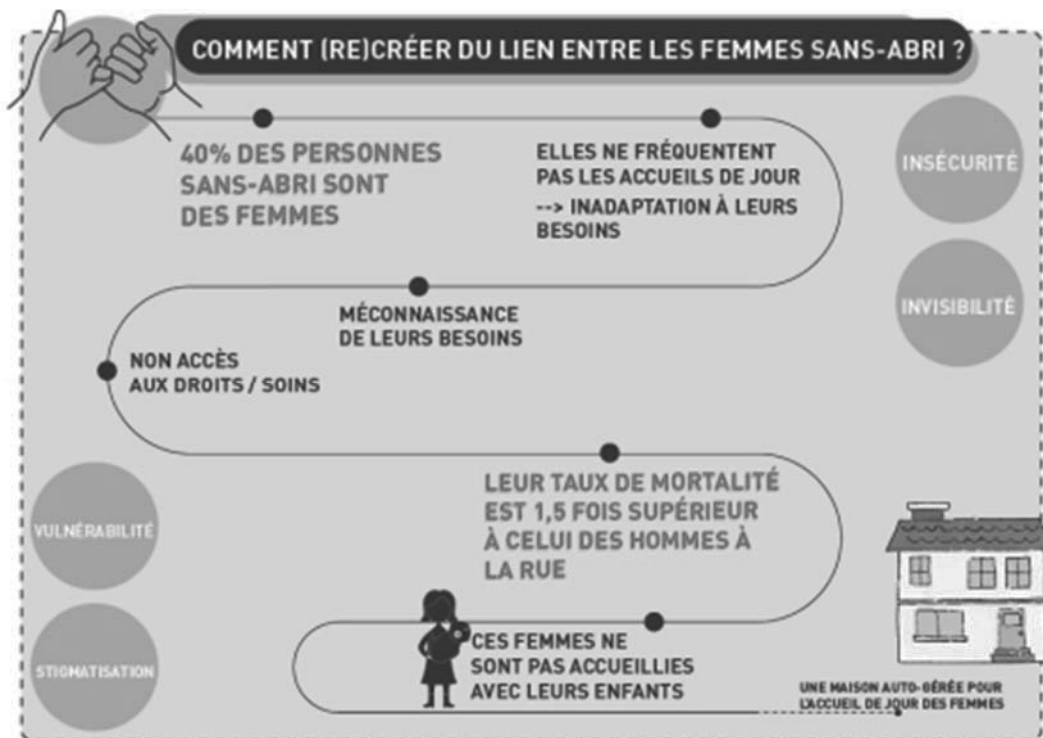 COMMENT (RE)CRÉER DU LIEN ENTRE LES FEMMES SANS-ABRI ?
40% DES PERSONNES
SANS-ABRI SONT
DES FEMMES
ELLES NE FRÉQUENTENT
PAS LES ACCUEILS DE JOUR
--> INADAPTATION À LEURS
BESOINS
INSÉCURITÉ
INVISIBILITÉ
MÉCONNAISSANCE
DE LEURS BESOINS
NON ACCÈS
AUX DROITS / SOINS
LEUR TAUX DE MORTALITÉ
EST 1,5 FOIS SUPÉRIEUR
À CELUI DES HOMMES À
LA RUE
VULNÉRABILITÉ
STIGMATISATION
CES FEMMES NE
SONT PAS ACCUEILLIES
AVEC LEURS ENFANTS
UNE MAISON AUTO-GÉRÉE POUR
L'ACCUEIL DE JOUR DES FEMMES